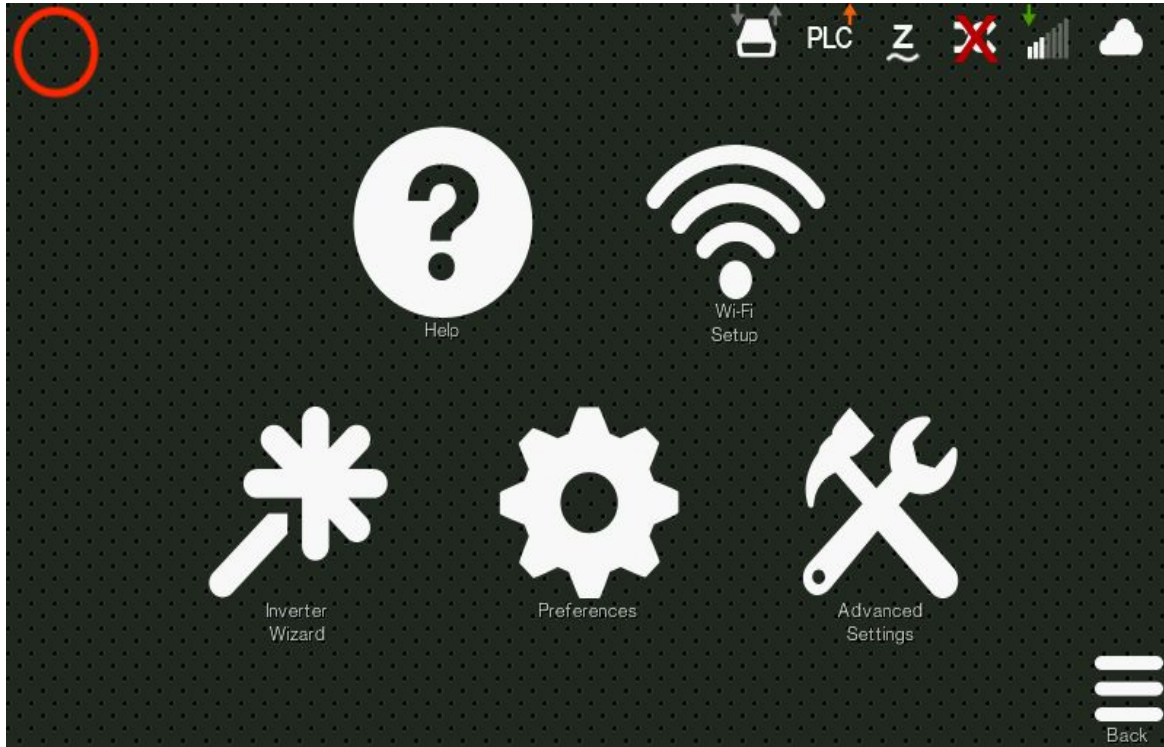 PLC
Z
Help
Wi-Fi
Setup
Inverter
Wizard
Preferences
Advanced
Settings
Back